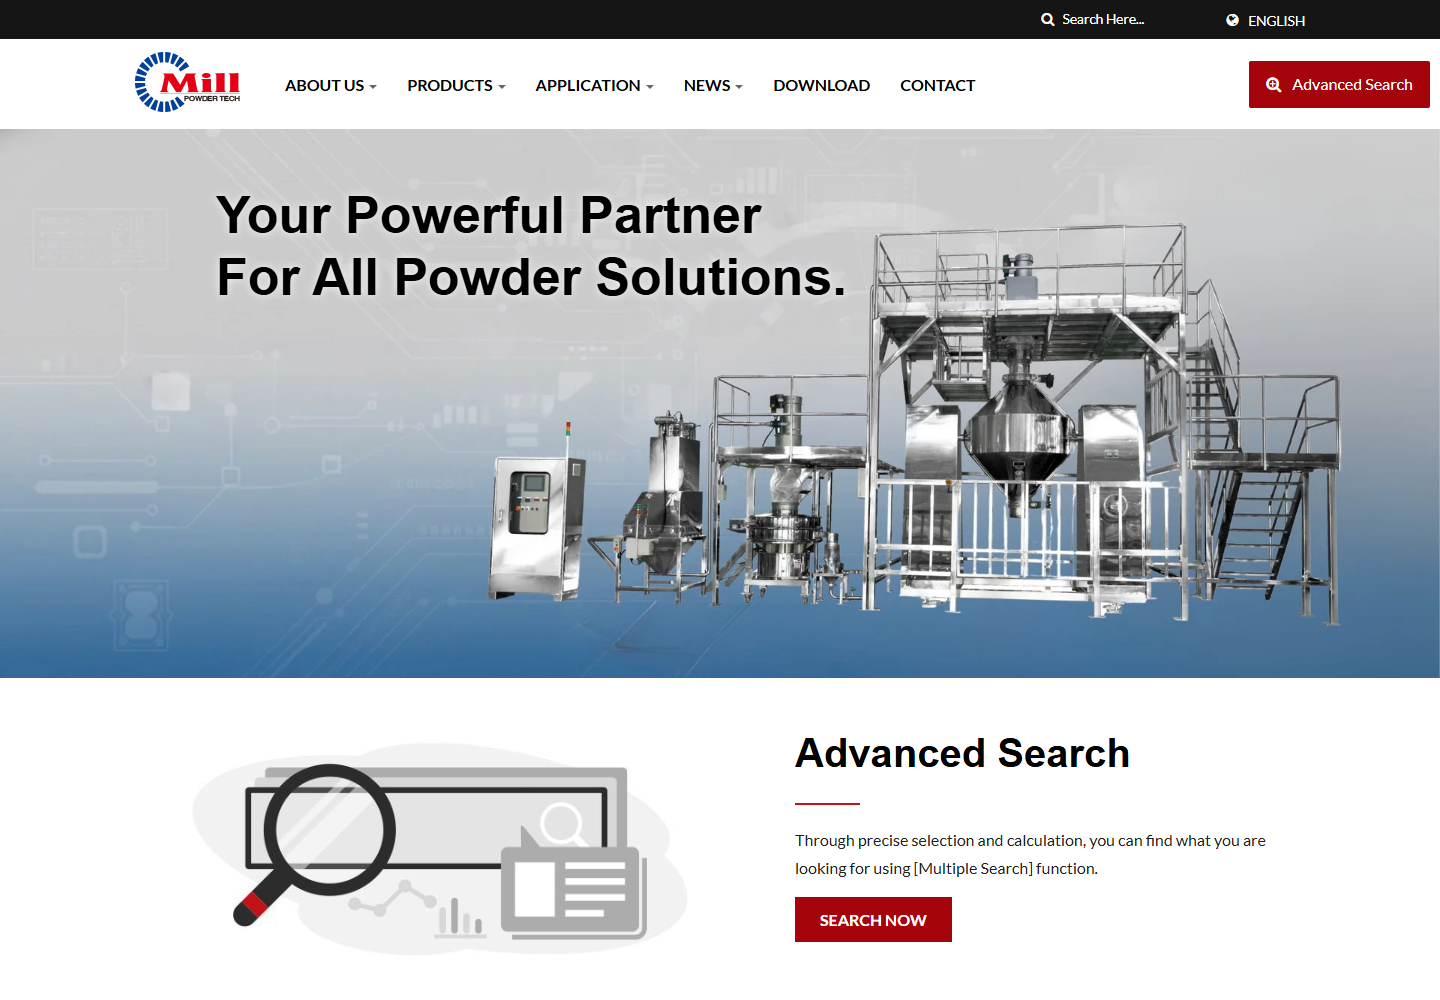 Search Here...
ENGLISH
Mill
POWDER TECH
ABOUT US
PRODUCTS
APPLICATION
NEWS
DOWNLOAD
CONTACT
Advanced Search
Your Powerful Partner
For All Powder Solutions.
Advanced Search
Through precise selection and calculation, you can find what you are
looking for using [Multiple Search] function.
SEARCH NOW